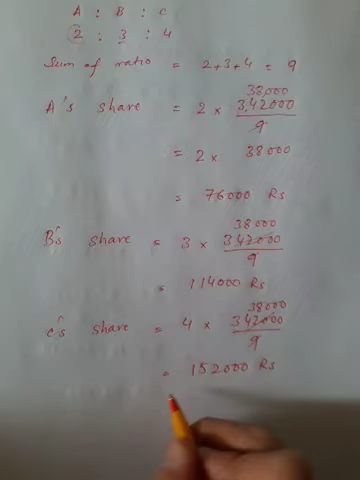 A : B : C
2 : 3 : 4
Sum of ratio = 2+3+4 = 9
38000
A's share = 2 × 342000
9
= 2 × 38000
= 76000 Rs
38000
B's share = 3 × 342000
9
= 114000 Rs
38000
C's share = 4 × 342000
9
= 152000 Rs